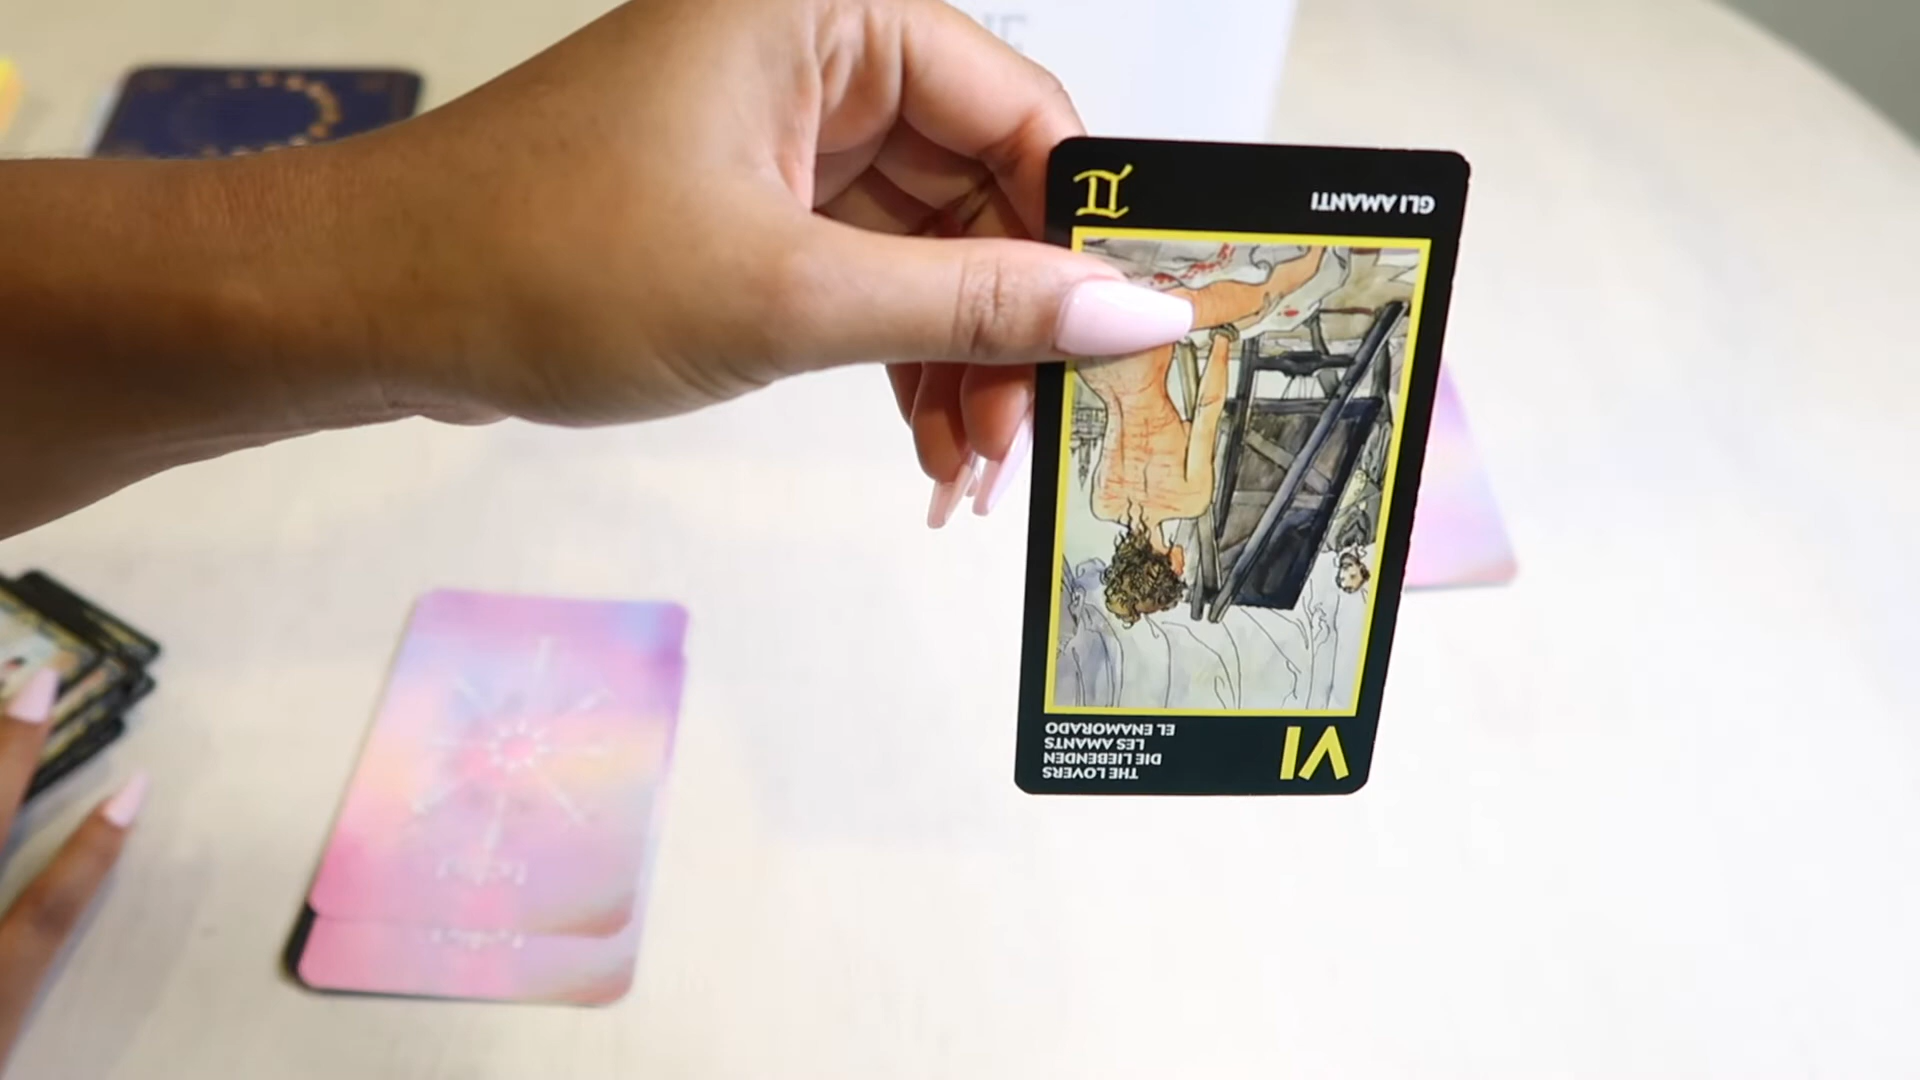 GLI AMANTI
VI
THE LOVERS
DIE LIEBENDEN
LES AMANTS
EL ENAMORADO